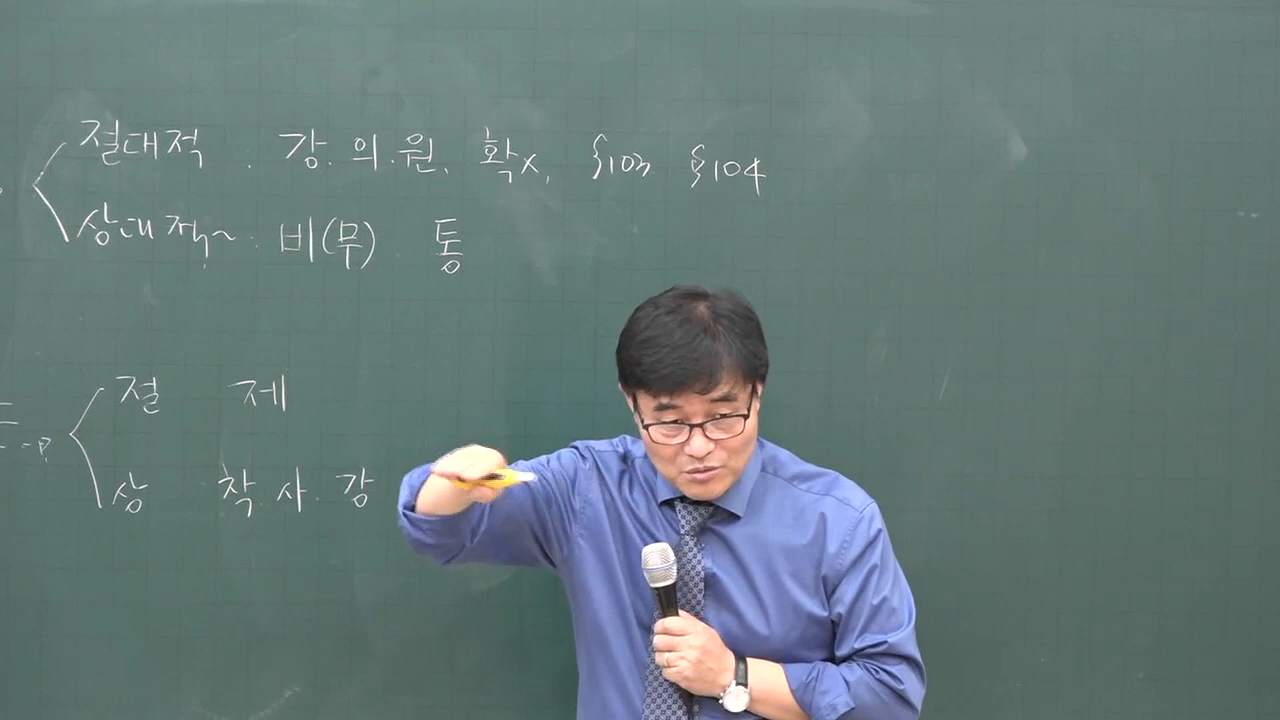 절대적 . 강. 의. 원. 확x, §103 §104
상대적~. 비(무) . 통
절 제
상 착. 사. 강